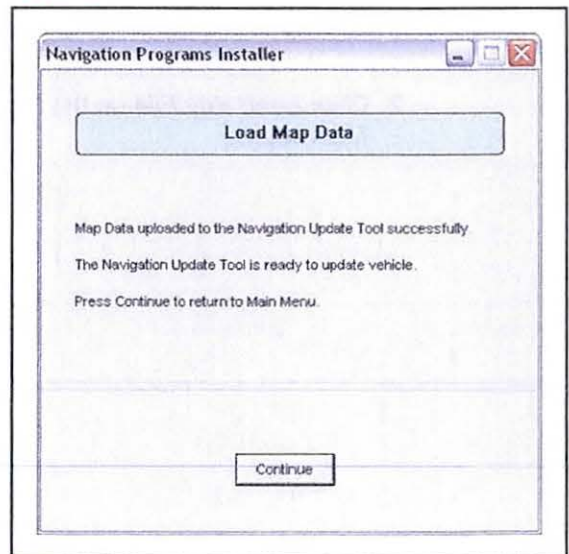 Navigation Programs Installer
Load Map Data
Map Data uploaded to the Navigation Update Tool successfully
The Navigation Update Tool is ready to update vehicle.
Press Continue to return to Main Menu.
Continue